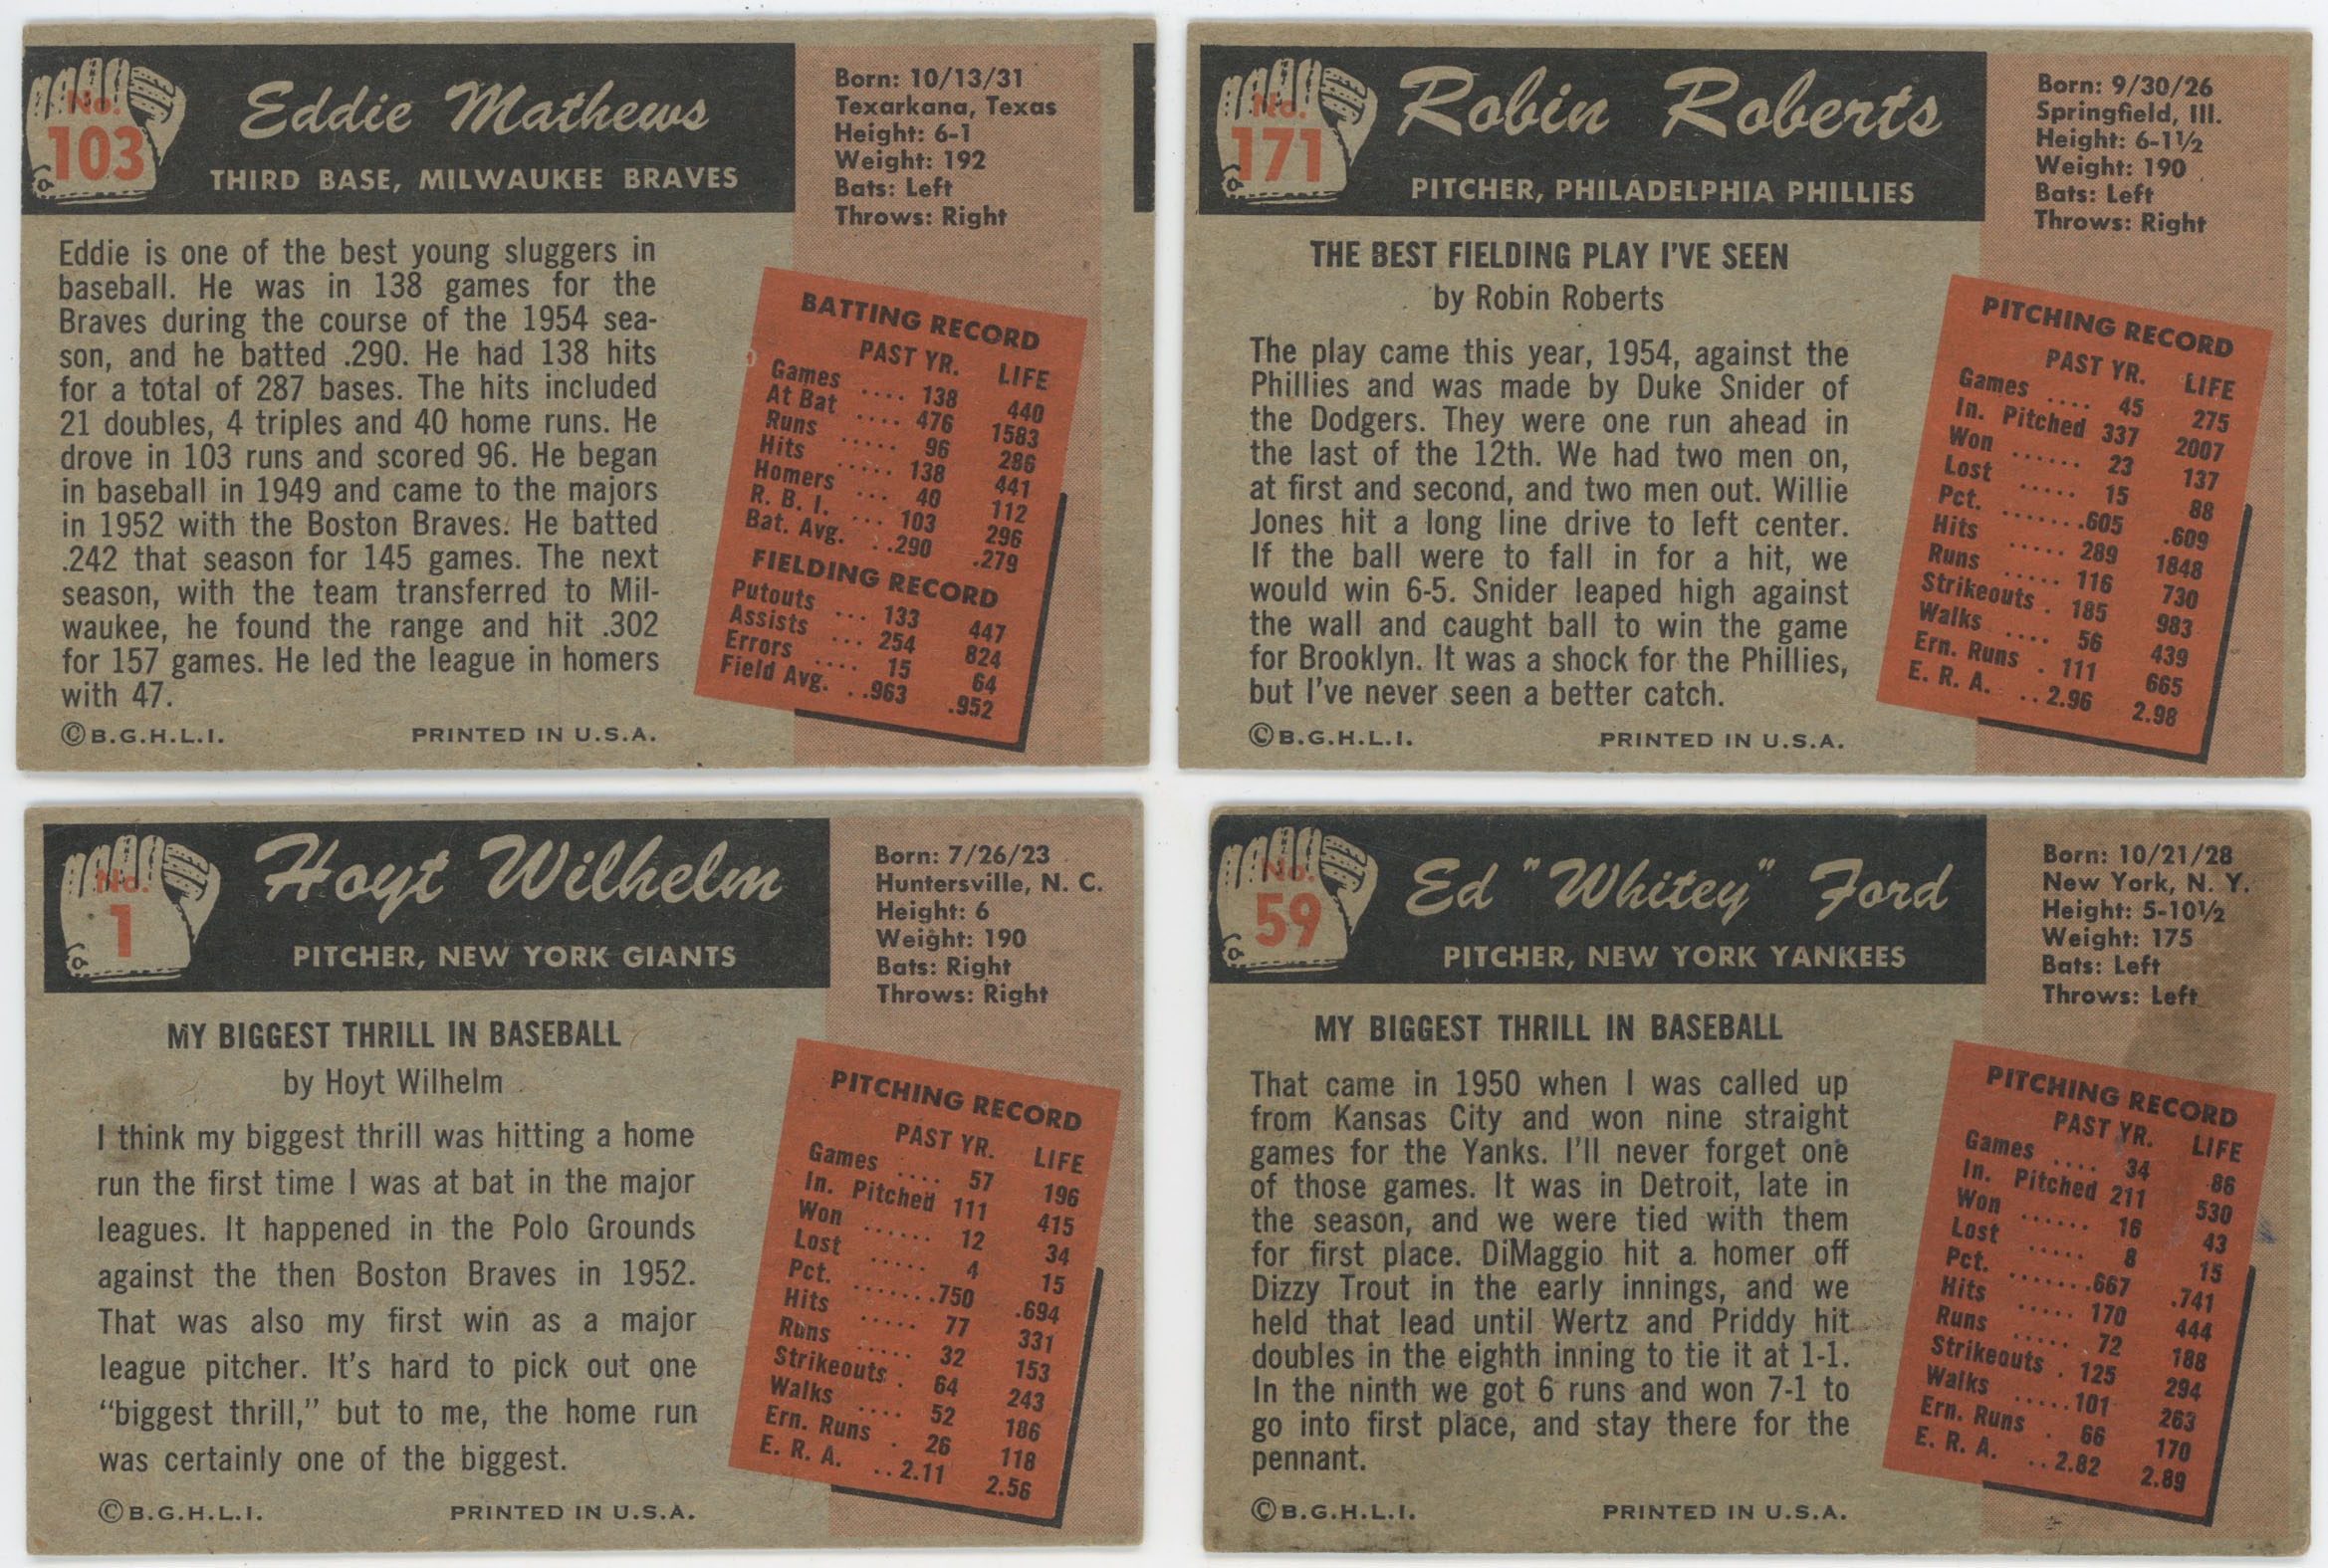 No.
103
Eddie Mathews
THIRD BASE, MILWAUKEE BRAVES
Born: 10/13/31
Texarkana, Texas
Height: 6-1
Weight: 192
Bats: Left
Throws: Right
Eddie is one of the best young sluggers in
baseball. He was in 138 games for the
Braves during the course of the 1954 sea-
son, and he batted .290. He had 138 hits
for a total of 287 bases. The hits included
21 doubles, 4 triples and 40 home runs. He
drove in 103 runs and scored 96. He began
in baseball in 1949 and came to the majors
in 1952 with the Boston Braves. He batted
.242 that season for 145 games. The next
season, with the team transferred to Mil-
waukee, he found the range and hit .302
for 157 games. He led the league in homers
with 47.
BATTING RECORD
PAST YR. LIFE
Games .... 138 440
At Bat .... 476 1583
Runs ..... 96 286
Hits ..... 138 441
Homers ... 40 112
R. B. I. ... 103 296
Bat. Avg. ..290 .279
FIELDING RECORD
Putouts ... 133 447
Assists ... 254 824
Errors .... 15 64
Field Avg. ..963 .952
©B.G.H.L.I. PRINTED IN U.S.A.
No.
171
Robin Roberts
PITCHER, PHILADELPHIA PHILLIES
Born: 9/30/26
Springfield, Ill.
Height: 6-1½
Weight: 190
Bats: Left
Throws: Right
THE BEST FIELDING PLAY I'VE SEEN
by Robin Roberts
The play came this year, 1954, against the
Phillies and was made by Duke Snider of
the Dodgers. They were one run ahead in
the last of the 12th. We had two men on,
at first and second, and two men out. Willie
Jones hit a long line drive to left center.
If the ball were to fall in for a hit, we
would win 6-5. Snider leaped high against
the wall and caught ball to win the game
for Brooklyn. It was a shock for the Phillies,
but I've never seen a better catch.
PITCHING RECORD
PAST YR. LIFE
Games .... 45 275
In. Pitched 337 2007
Won ...... 23 137
Lost ..... 15 88
Pct. .......605 .609
Hits ..... 289 1848
Runs ..... 116 730
Strikeouts . 185 983
Walks .... 56 439
Ern. Runs . 111 665
E. R. A. ..2.96 2.98
©B.G.H.L.I. PRINTED IN U.S.A.
No.
1
Hoyt Wilhelm
PITCHER, NEW YORK GIANTS
Born: 7/26/23
Huntersville, N. C.
Height: 6
Weight: 190
Bats: Right
Throws: Right
MY BIGGEST THRILL IN BASEBALL
by Hoyt Wilhelm
I think my biggest thrill was hitting a home
run the first time I was at bat in the major
leagues. It happened in the Polo Grounds
against the then Boston Braves in 1952.
That was also my first win as a major
league pitcher. It's hard to pick out one
“biggest thrill,” but to me, the home run
was certainly one of the biggest.
PITCHING RECORD
PAST YR. LIFE
Games .... 57 196
In. Pitched 111 415
Won ...... 12 34
Lost ..... 4 15
Pct. .......750 .694
Hits ..... 77 331
Runs ..... 32 153
Strikeouts . 64 243
Walks .... 52 186
Ern. Runs . 26 118
E. R. A. ..2.11 2.56
©B.G.H.L.I. PRINTED IN U.S.A.
No.
59
Ed "Whitey" Ford
PITCHER, NEW YORK YANKEES
Born: 10/21/28
New York, N. Y.
Height: 5-10½
Weight: 175
Bats: Left
Throws: Left
MY BIGGEST THRILL IN BASEBALL
That came in 1950 when I was called up
from Kansas City and won nine straight
games for the Yanks. I'll never forget one
of those games. It was in Detroit, late in
the season, and we were tied with them
for first place. DiMaggio hit a homer off
Dizzy Trout in the early innings, and we
held that lead until Wertz and Priddy hit
doubles in the eighth inning to tie it at 1-1.
In the ninth we got 6 runs and won 7-1 to
go into first place, and stay there for the
pennant.
PITCHING RECORD
PAST YR. LIFE
Games .... 34 86
In. Pitched 211 530
Won ...... 16 43
Lost ..... 8 15
Pct. .......667 .741
Hits ..... 170 444
Runs ..... 72 188
Strikeouts . 125 294
Walks .....101 263
Ern. Runs . 66 170
E. R. A. ..2.82 2.89
©B.G.H.L.I. PRINTED IN U.S.A.